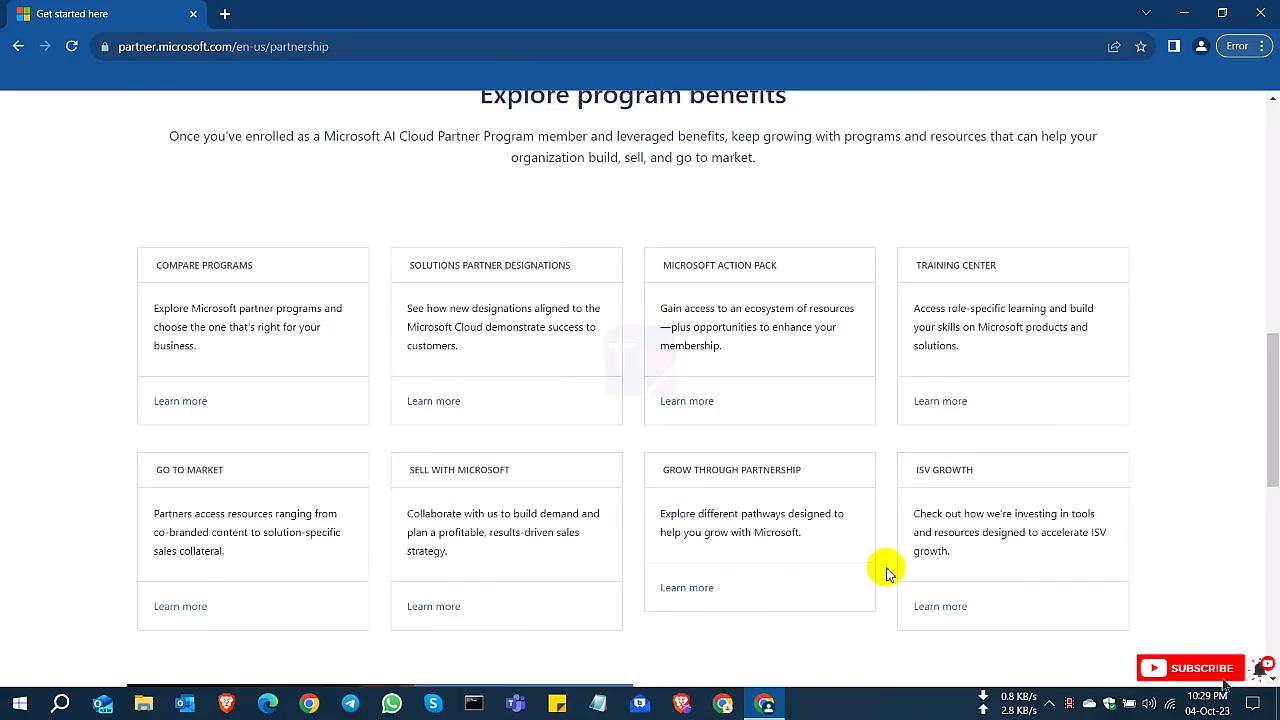 Get started here
partner.microsoft.com/en-us/partnership
Error
Explore program benefits
Once you've enrolled as a Microsoft AI Cloud Partner Program member and leveraged benefits, keep growing with programs and resources that can help your
organization build, sell, and go to market.
COMPARE PROGRAMS
Explore Microsoft partner programs and
choose the one that's right for your
business.
Learn more
SOLUTIONS PARTNER DESIGNATIONS
See how new designations aligned to the
Microsoft Cloud demonstrate success to
customers.
Learn more
MICROSOFT ACTION PACK
Gain access to an ecosystem of resources
—plus opportunities to enhance your
membership.
Learn more
TRAINING CENTER
Access role-specific learning and build
your skills on Microsoft products and
solutions.
Learn more
GO TO MARKET
Partners access resources ranging from
co-branded content to solution-specific
sales collateral.
Learn more
SELL WITH MICROSOFT
Collaborate with us to build demand and
plan a profitable, results-driven sales
strategy.
Learn more
GROW THROUGH PARTNERSHIP
Explore different pathways designed to
help you grow with Microsoft.
Learn more
ISV GROWTH
Check out how we're investing in tools
and resources designed to accelerate ISV
growth.
Learn more
SUBSCRIBE
0.8 KB/s
2.8 KB/s
10:29 PM
04-Oct-23